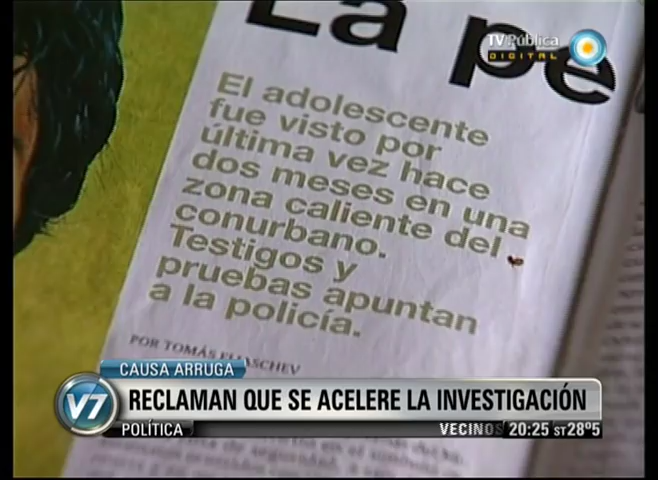 La pe
TV Pública
DIGITAL
El adolescente
fue visto por
última vez hace
dos meses en una
zona caliente del
conurbano.
Testigos y
pruebas apuntan
a la policía.
POR TOMÁS ELIASCHEV
CAUSA ARRUGA
V7
RECLAMAN QUE SE ACELERE LA INVESTIGACIÓN
POLÍTICA
VECINOS 20:25 ST 28º5